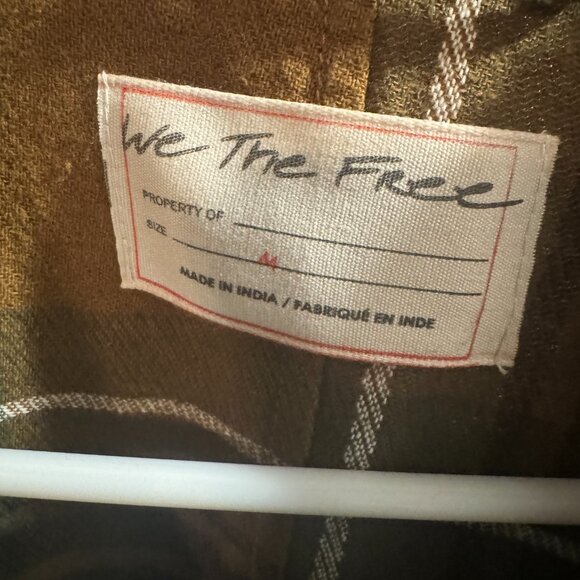 We The Free
PROPERTY OF
SIZE M
MADE IN INDIA / FABRIQUÉ EN INDE